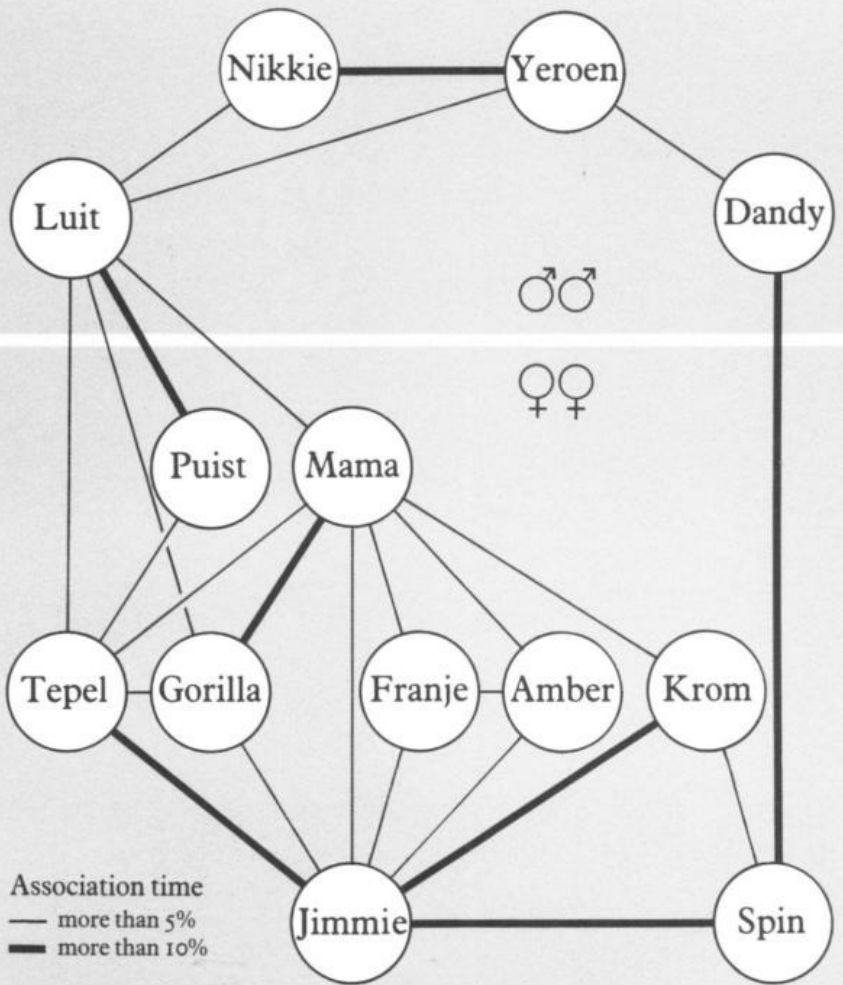 Nikkie
Yeroen
Luit
Dandy
♂♂
♀♀
Puist
Mama
Tepel
Gorilla
Franje
Amber
Krom
Association time
more than 5%
more than 10%
Jimmie
Spin